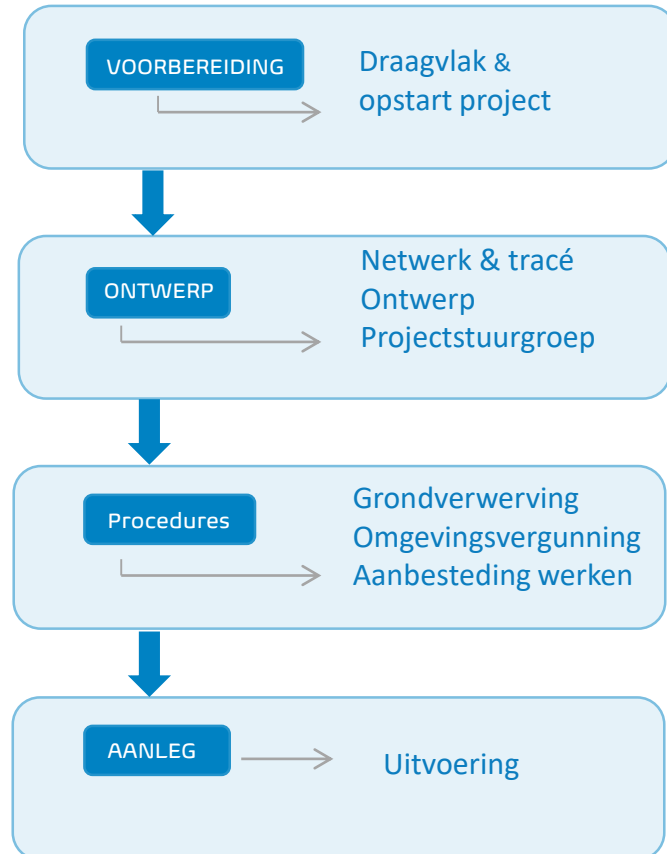 VOORBEREIDING
Draagvlak &
opstart project
ONTWERP
Netwerk & tracé
Ontwerp
Projectstuurgroep
Procedures
Grondverwerving
Omgevingsvergunning
Aanbesteding werken
AANLEG
Uitvoering